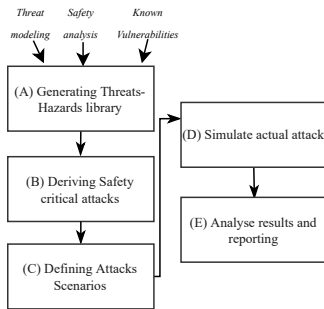 Threat Safety Known
modeling analysis Vulnerabilities
(A) Generating Threats-
Hazards library
(B) Deriving Safety
critical attacks
(C) Defining Attacks
Scenarios
(D) Simulate actual attack
(E) Analyse results and
reporting